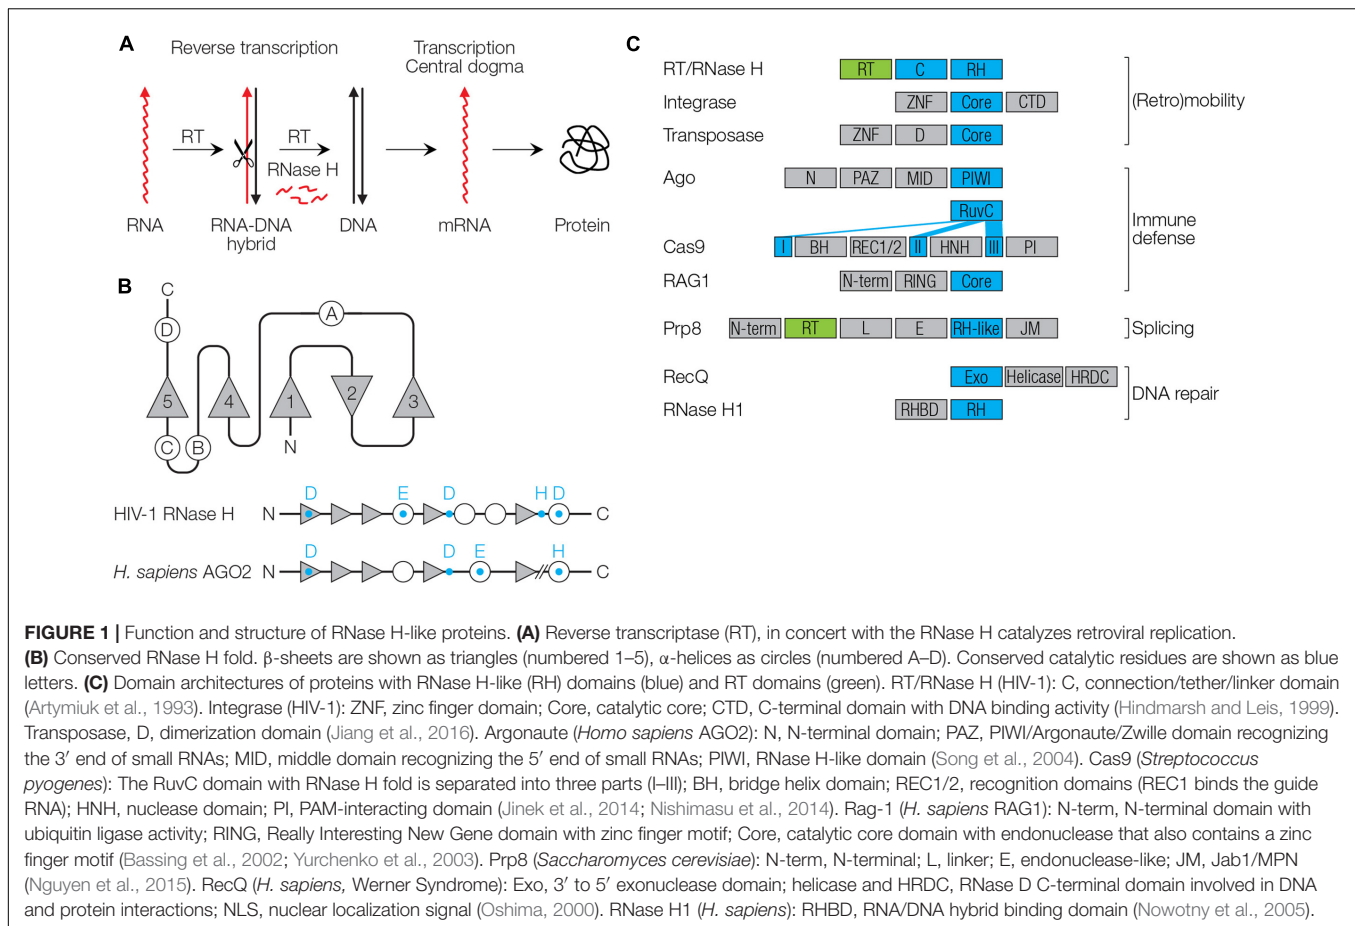 A
Reverse transcription
Transcription
Central dogma
RT
RT
RNase H
RNA
RNA-DNA
hybrid
DNA
mRNA
Protein
B
C
D
A
5
4
1
2
3
C
B
N
D E D H D
HIV-1 RNase H N C
D D E H
H. sapiens AGO2 N C
C
RT/RNase H RT C RH
Integrase ZNF Core CTD
Transposase ZNF D Core
(Retro)mobility
Ago N PAZ MID PIWI
RuvC
Cas9 I BH REC1/2 II HNH III PI
RAG1 N-term RING Core
Immune
defense
Prp8 N-term RT L E RH-like JM Splicing
RecQ Exo Helicase HRDC
RNase H1 RHBD RH
DNA repair
FIGURE 1 | Function and structure of RNase H-like proteins. (A) Reverse transcriptase (RT), in concert with the RNase H catalyzes retroviral replication.
(B) Conserved RNase H fold. β-sheets are shown as triangles (numbered 1–5), α-helices as circles (numbered A–D). Conserved catalytic residues are shown as blue
letters. (C) Domain architectures of proteins with RNase H-like (RH) domains (blue) and RT domains (green). RT/RNase H (HIV-1): C, connection/tether/linker domain
(Artymiuk et al., 1993). Integrase (HIV-1): ZNF, zinc finger domain; Core, catalytic core; CTD, C-terminal domain with DNA binding activity (Hindmarsh and Leis, 1999).
Transposase, D, dimerization domain (Jiang et al., 2016). Argonaute (Homo sapiens AGO2): N, N-terminal domain; PAZ, PIWI/Argonaute/Zwille domain recognizing
the 3′ end of small RNAs; MID, middle domain recognizing the 5′ end of small RNAs; PIWI, RNase H-like domain (Song et al., 2004). Cas9 (Streptococcus
pyogenes): The RuvC domain with RNase H fold is separated into three parts (I–III); BH, bridge helix domain; REC1/2, recognition domains (REC1 binds the guide
RNA); HNH, nuclease domain; PI, PAM-interacting domain (Jinek et al., 2014; Nishimasu et al., 2014). Rag-1 (H. sapiens RAG1): N-term, N-terminal domain with
ubiquitin ligase activity; RING, Really Interesting New Gene domain with zinc finger motif; Core, catalytic core domain with endonuclease that also contains a zinc
finger motif (Bassing et al., 2002; Yurchenko et al., 2003). Prp8 (Saccharomyces cerevisiae): N-term, N-terminal; L, linker; E, endonuclease-like; JM, Jab1/MPN
(Nguyen et al., 2015). RecQ (H. sapiens, Werner Syndrome): Exo, 3′ to 5′ exonuclease domain; helicase and HRDC, RNase D C-terminal domain involved in DNA
and protein interactions; NLS, nuclear localization signal (Oshima, 2000). RNase H1 (H. sapiens): RHBD, RNA/DNA hybrid binding domain (Nowotny et al., 2005).